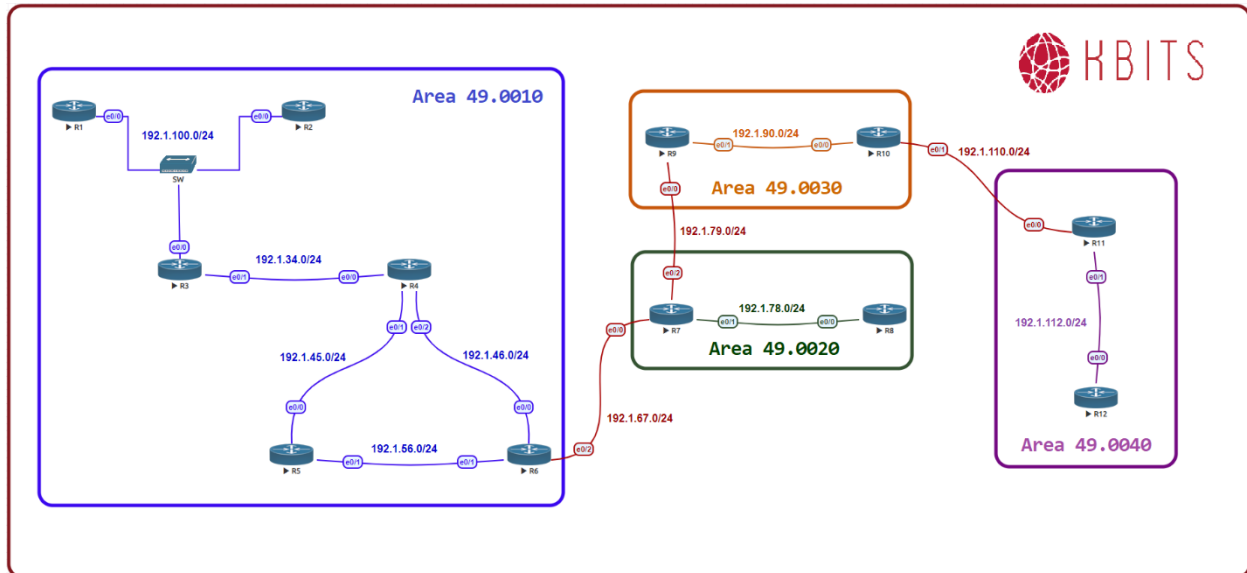 KBITS
Area 49.0010
R1
e0/0
e0/0
R2
192.1.100.0/24
SW
e0/0
R3
e0/1
192.1.34.0/24
e0/0
R4
e0/1
e0/2
192.1.45.0/24
192.1.46.0/24
e0/0
e0/0
R5
e0/1
192.1.56.0/24
e0/1
R6
e0/2
192.1.67.0/24
R9
e0/1
192.1.90.0/24
e0/0
R10
e0/1
192.1.110.0/24
e0/0
Area 49.0030
192.1.79.0/24
e0/2
e0/0
R7
e0/1
192.1.78.0/24
e0/0
R8
Area 49.0020
e0/0
R11
e0/1
192.1.112.0/24
e0/0
R12
Area 49.0040